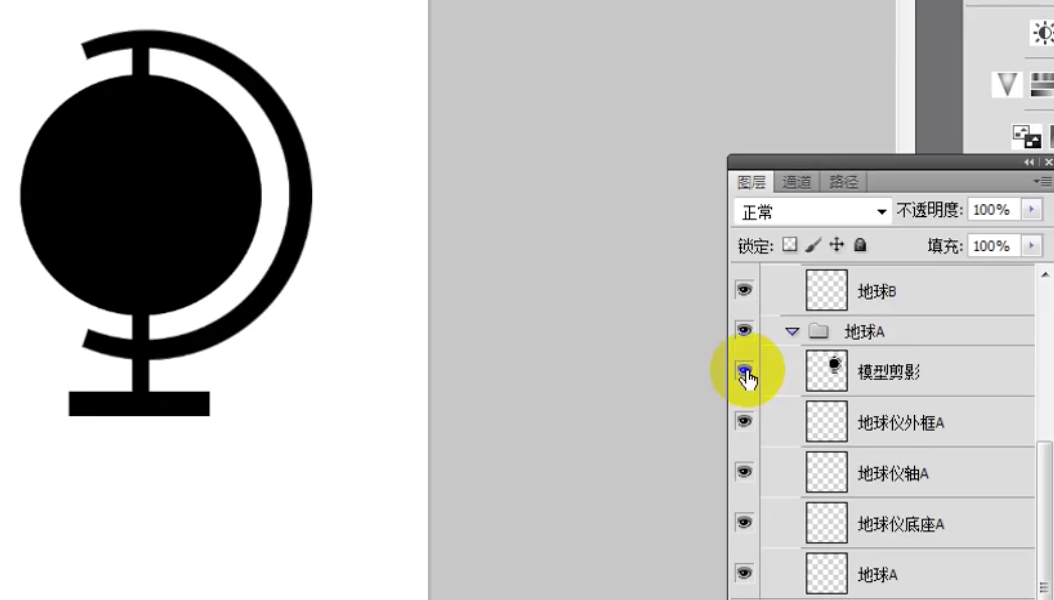 图层 通道 路径
正常 不透明度: 100%
锁定: 填充: 100%
地球B
地球A
模型剪影
地球仪外框A
地球仪轴A
地球仪底座A
地球A